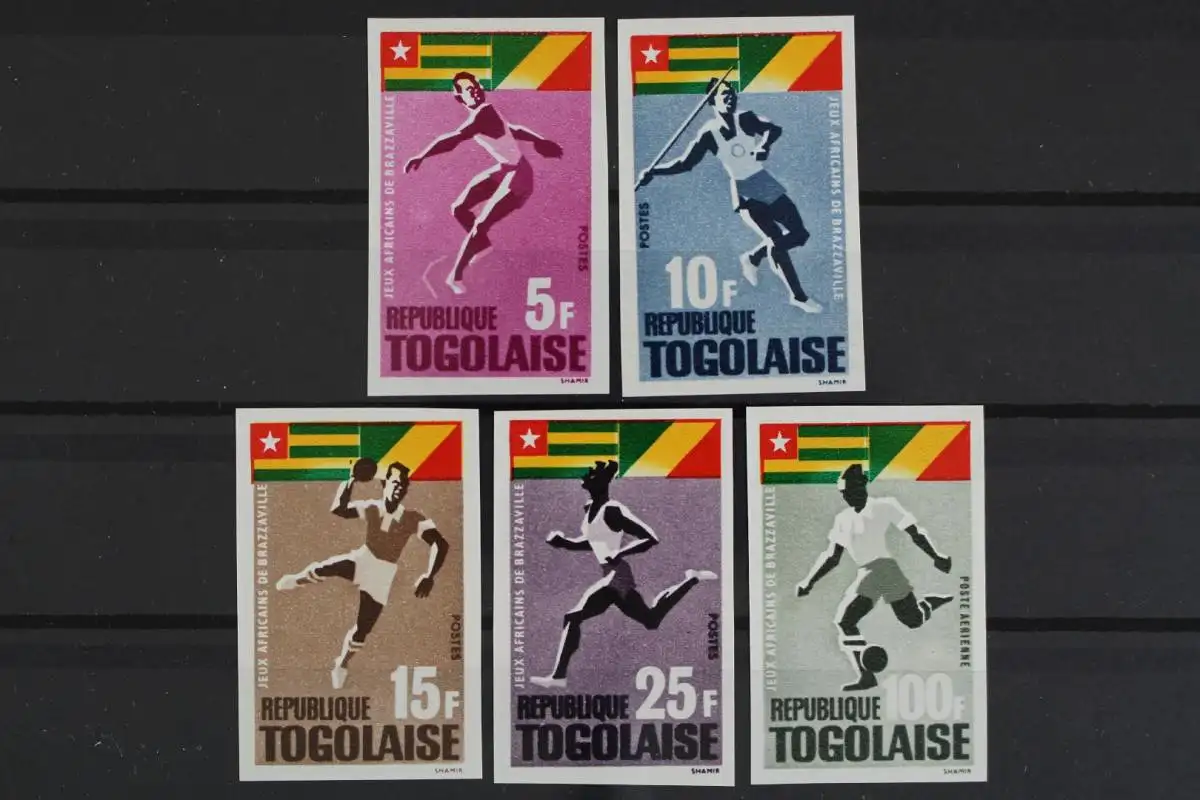 JEUX AFRICAINS DE BRAZZAVILLE
POSTES
5F
REPUBLIQUE
TOGOLAISE
SHAMIR
POSTES
JEUX AFRICAINS DE BRAZZAVILLE
10F
REPUBLIQUE
TOGOLAISE
SHAMIR
JEUX AFRICAINS DE BRAZZAVILLE
POSTES
15F
REPUBLIQUE
TOGOLAISE
SHAMIR
JEUX AFRICAINS DE BRAZZAVILLE
POSTES
25F
REPUBLIQUE
TOGOLAISE
SHAMIR
JEUX AFRICAINS DE BRAZZAVILLE
POSTE AERIENNE
100F
REPUBLIQUE
TOGOLAISE
SHAMIR